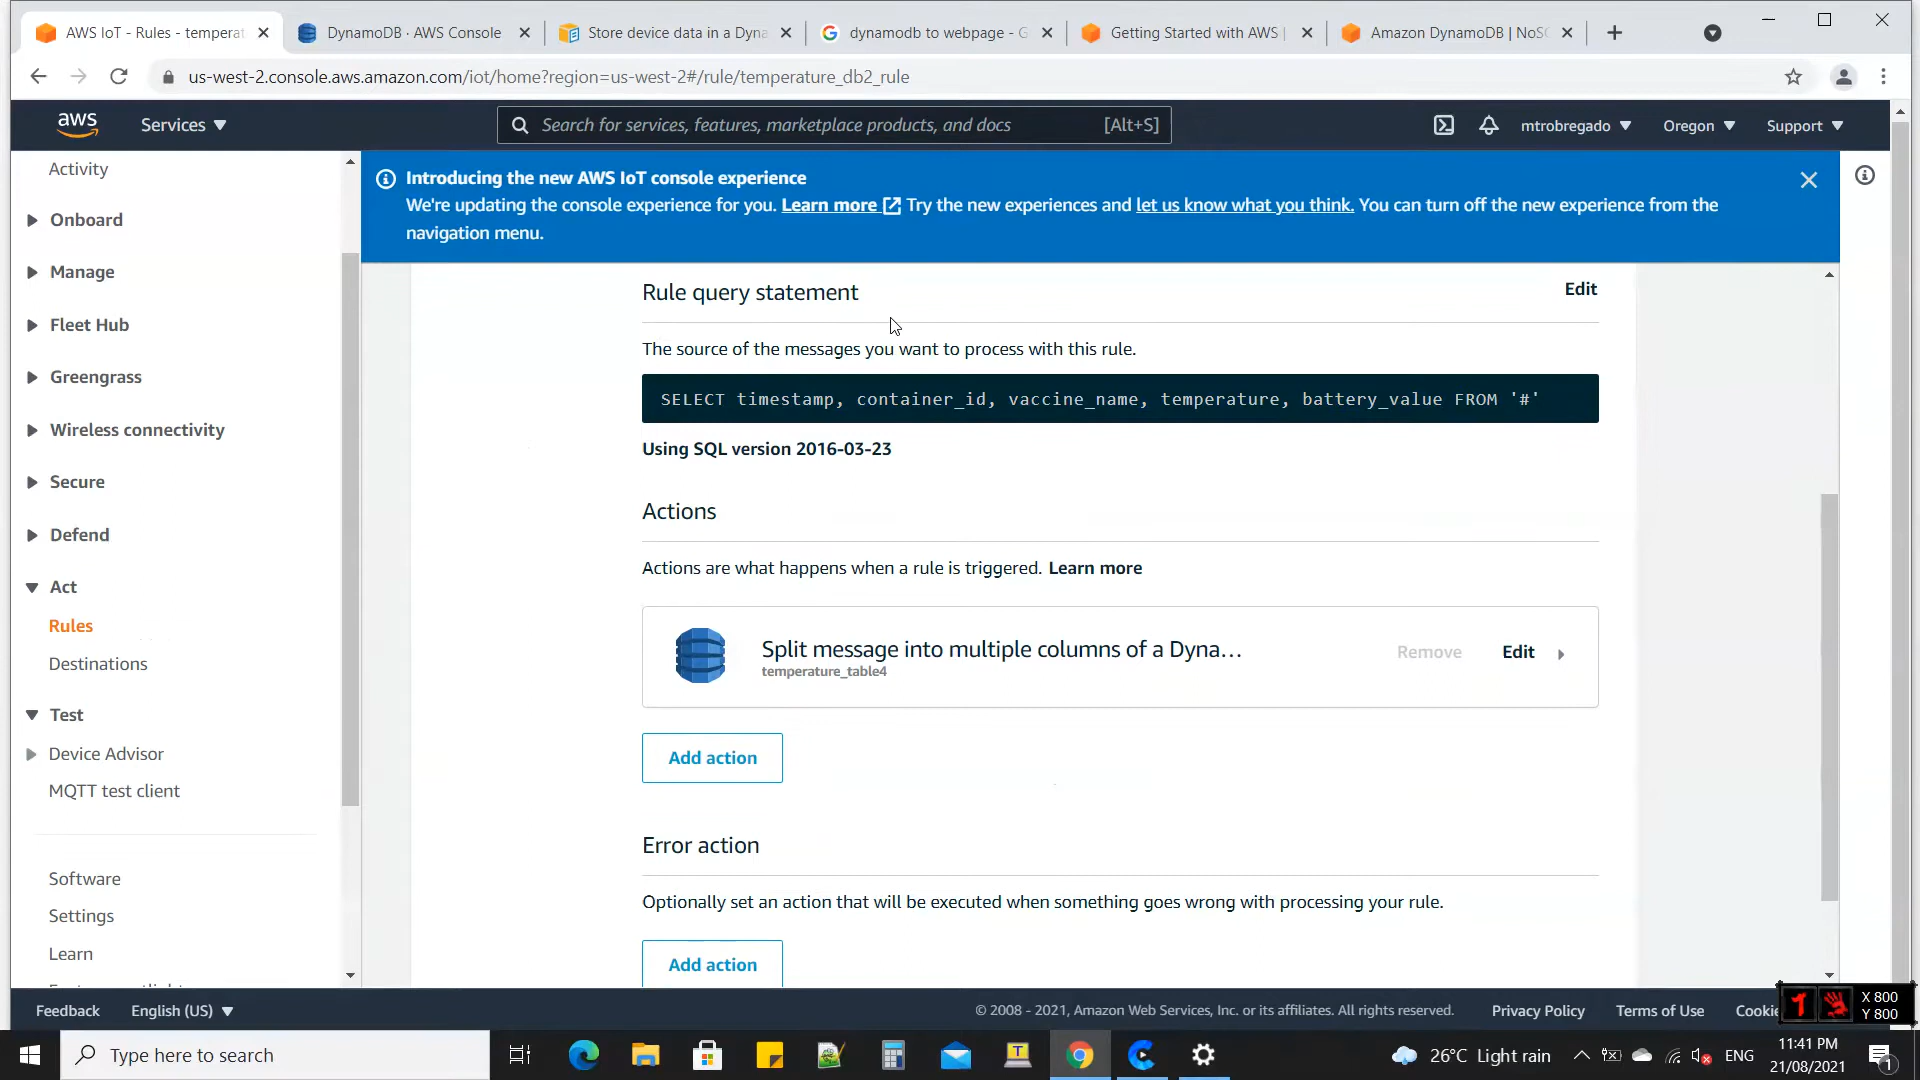 AWS IoT - Rules - temperat
DynamoDB · AWS Console
Store device data in a Dyna
dynamodb to webpage - G
Getting Started with AWS |
Amazon DynamoDB | NoSQ
us-west-2.console.aws.amazon.com/iot/home?region=us-west-2#/rule/temperature_db2_rule
aws
Services
Search for services, features, marketplace products, and docs
[Alt+S]
mtrobregado
Oregon
Support
Activity
Onboard
Manage
Fleet Hub
Greengrass
Wireless connectivity
Secure
Defend
Act
Rules
Destinations
Test
Device Advisor
MQTT test client
Software
Settings
Learn
Introducing the new AWS IoT console experience
We're updating the console experience for you. Learn more Try the new experiences and let us know what you think. You can turn off the new experience from the
navigation menu.
Rule query statement
Edit
The source of the messages you want to process with this rule.
SELECT timestamp, container_id, vaccine_name, temperature, battery_value FROM '#'
Using SQL version 2016-03-23
Actions
Actions are what happens when a rule is triggered. Learn more
Split message into multiple columns of a Dyna...
temperature_table4
Remove
Edit
Add action
Error action
Optionally set an action that will be executed when something goes wrong with processing your rule.
Add action
Feedback
English (US)
© 2008 - 2021, Amazon Web Services, Inc. or its affiliates. All rights reserved.
Privacy Policy
Terms of Use
Cookie
X 800
Y 800
Type here to search
26°C Light rain
ENG
11:41 PM
21/08/2021
1